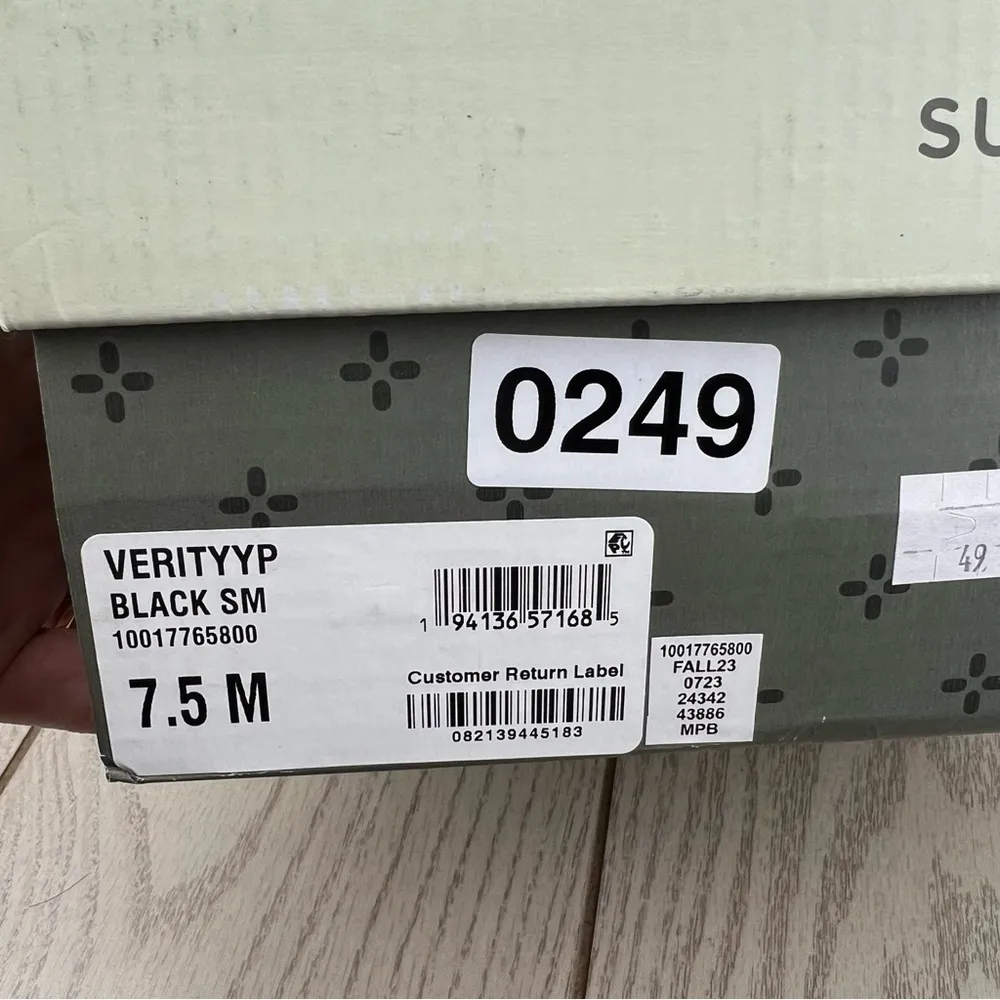 SU
0249
VERITYYP
BLACK SM
10017765800
7.5 M
1 94136 57168 5
Customer Return Label
082139445183
10017765800
FALL23
0723
24342
43886
MPB
49.